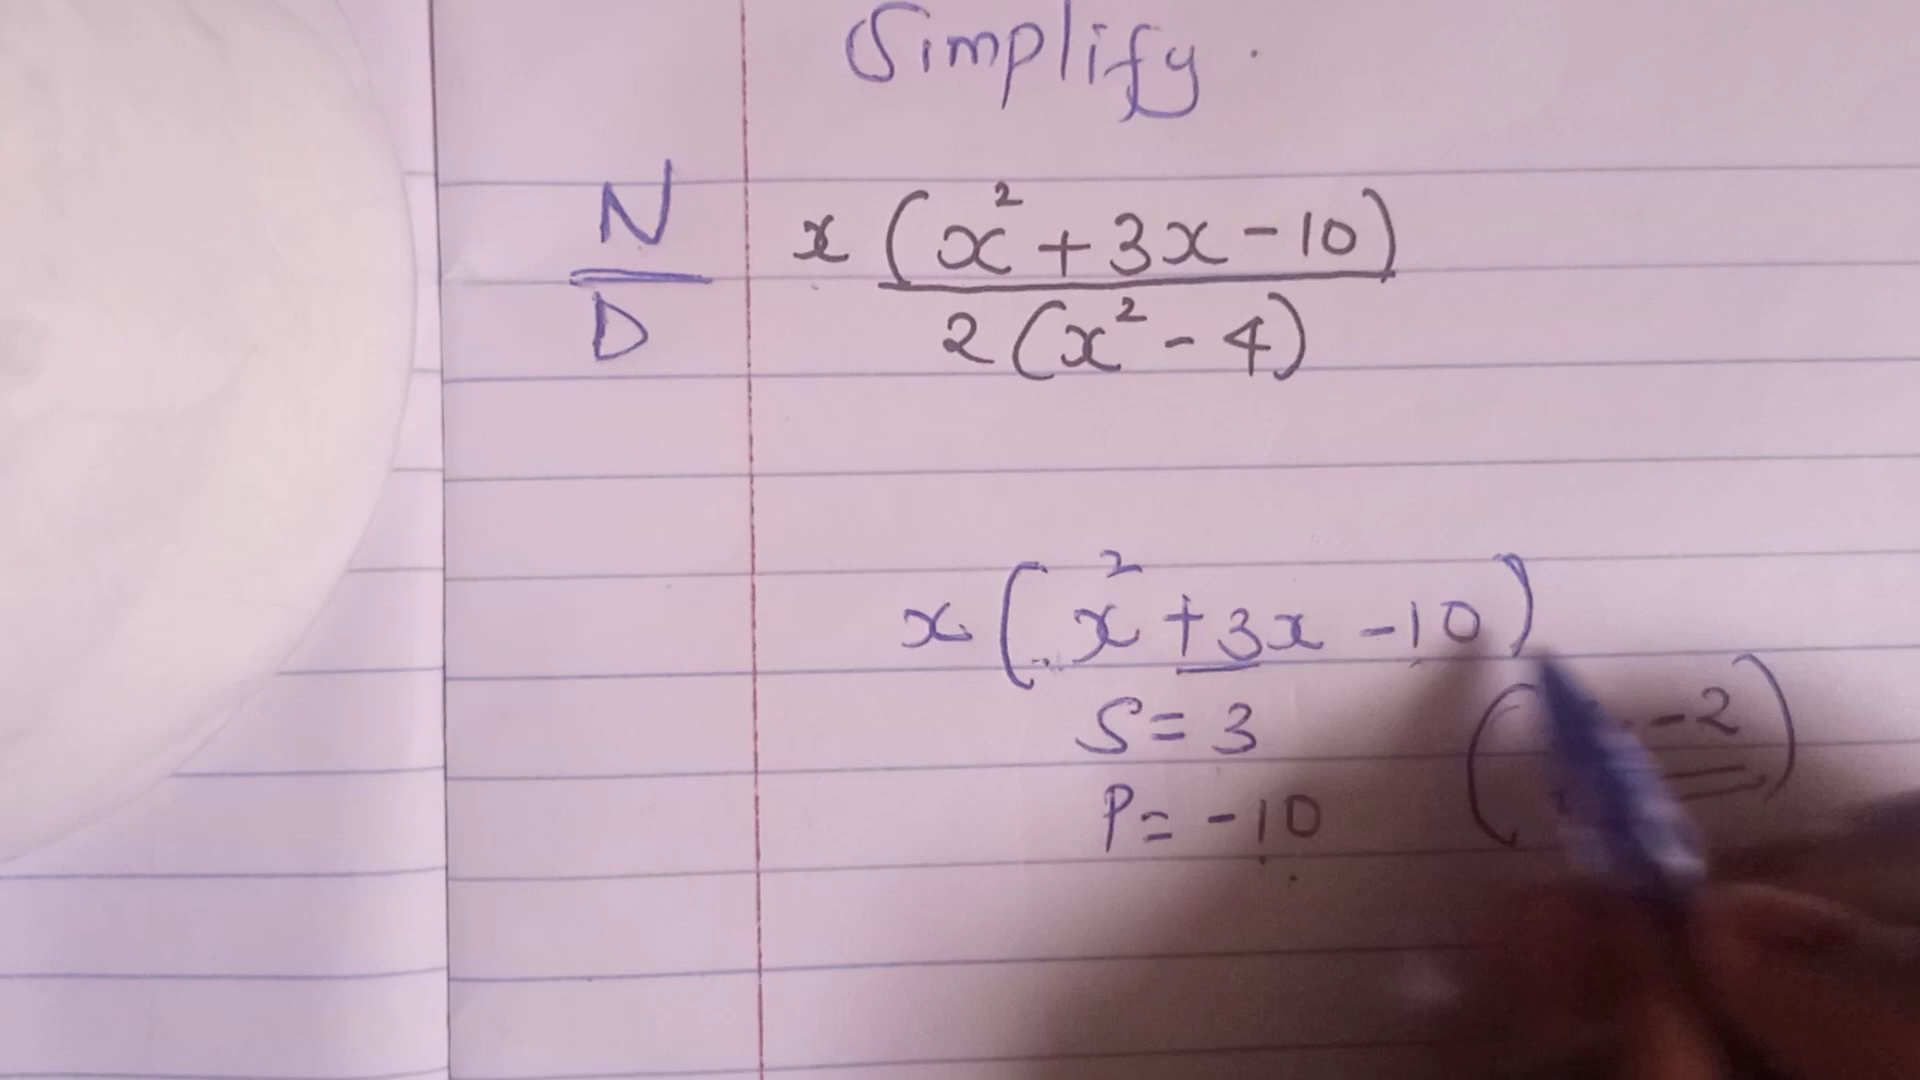 Simplify.
N x (x² + 3x - 10)
D 2 (x² - 4)
x (x² + 3x - 10)
S = 3
( -2)
P = -10